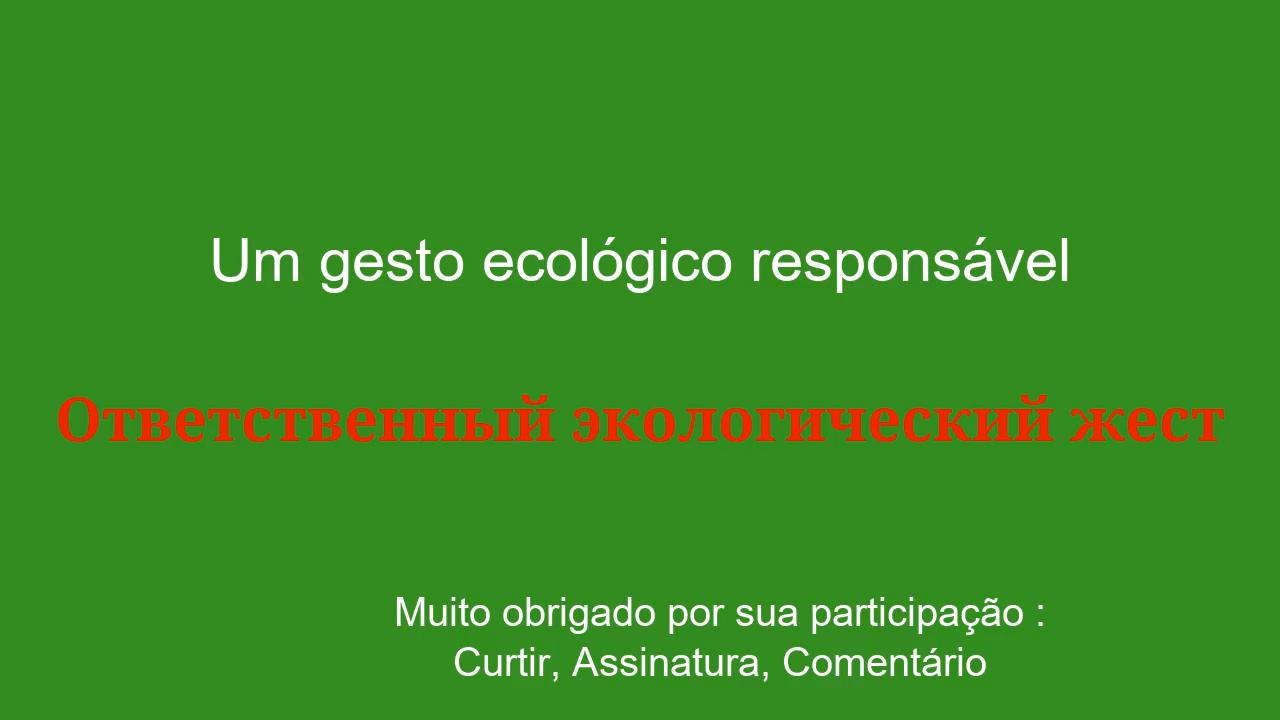 Um gesto ecológico responsável
Ответственный экологический жест
Muito obrigado por sua participação :
Curtir, Assinatura, Comentário